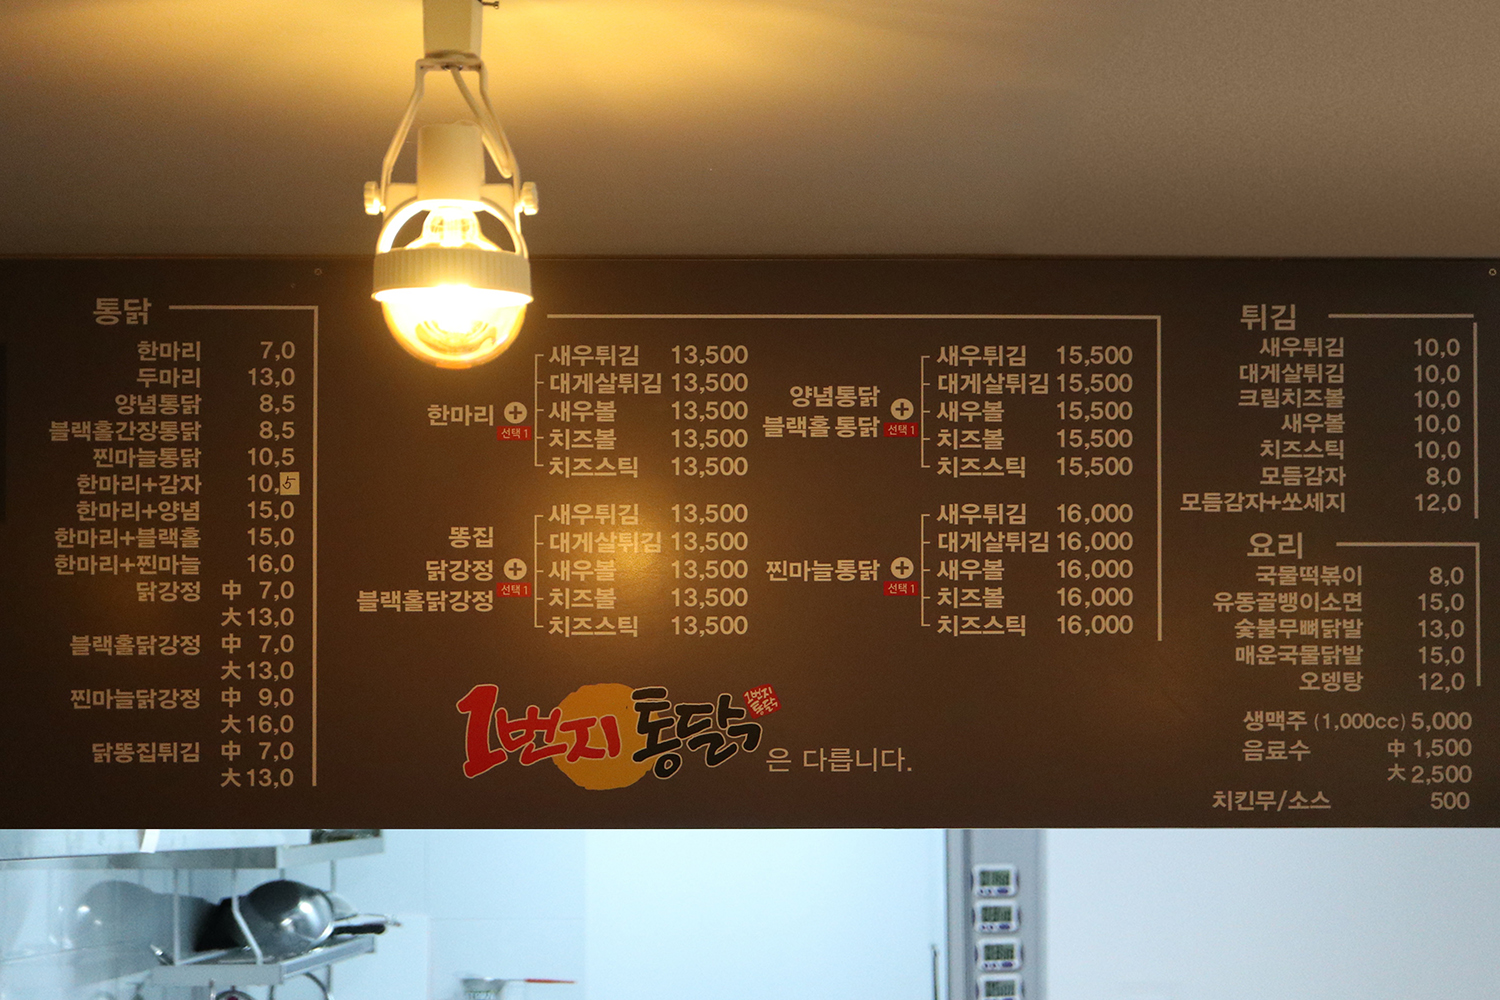 통닭
한마리 7,0
두마리 13,0
양념통닭 8,5
블랙홀간장통닭 8,5
찐마늘통닭 10,5
한마리+감자 10,5
한마리+양념 15,0
한마리+블랙홀 15,0
한마리+찐마늘 16,0
닭강정 中 7,0
大 13,0
블랙홀닭강정 中 7,0
大 13,0
찐마늘닭강정 中 9,0
大 16,0
닭똥집튀김 中 7,0
大 13,0
한마리 + 선택 1
새우튀김 13,500
대게살튀김 13,500
새우볼 13,500
치즈볼 13,500
치즈스틱 13,500
똥집
닭강정 + 선택 1
블랙홀닭강정
새우튀김 13,500
대게살튀김 13,500
새우볼 13,500
치즈볼 13,500
치즈스틱 13,500
양념통닭
블랙홀 통닭 + 선택 1
새우튀김 15,500
대게살튀김 15,500
새우볼 15,500
치즈볼 15,500
치즈스틱 15,500
찐마늘통닭 + 선택 1
새우튀김 16,000
대게살튀김 16,000
새우볼 16,000
치즈볼 16,000
치즈스틱 16,000
1번지 통닭 1번지 통닭 은 다릅니다.
튀김
새우튀김 10,0
대게살튀김 10,0
크림치즈볼 10,0
새우볼 10,0
치즈스틱 10,0
모듬감자 8,0
모듬감자+쏘세지 12,0
요리
국물떡볶이 8,0
유동골뱅이소면 15,0
숯불무뼈닭발 13,0
매운국물닭발 15,0
오뎅탕 12,0
생맥주 (1,000cc) 5,000
음료수 中 1,500
大 2,500
치킨무/소스 500